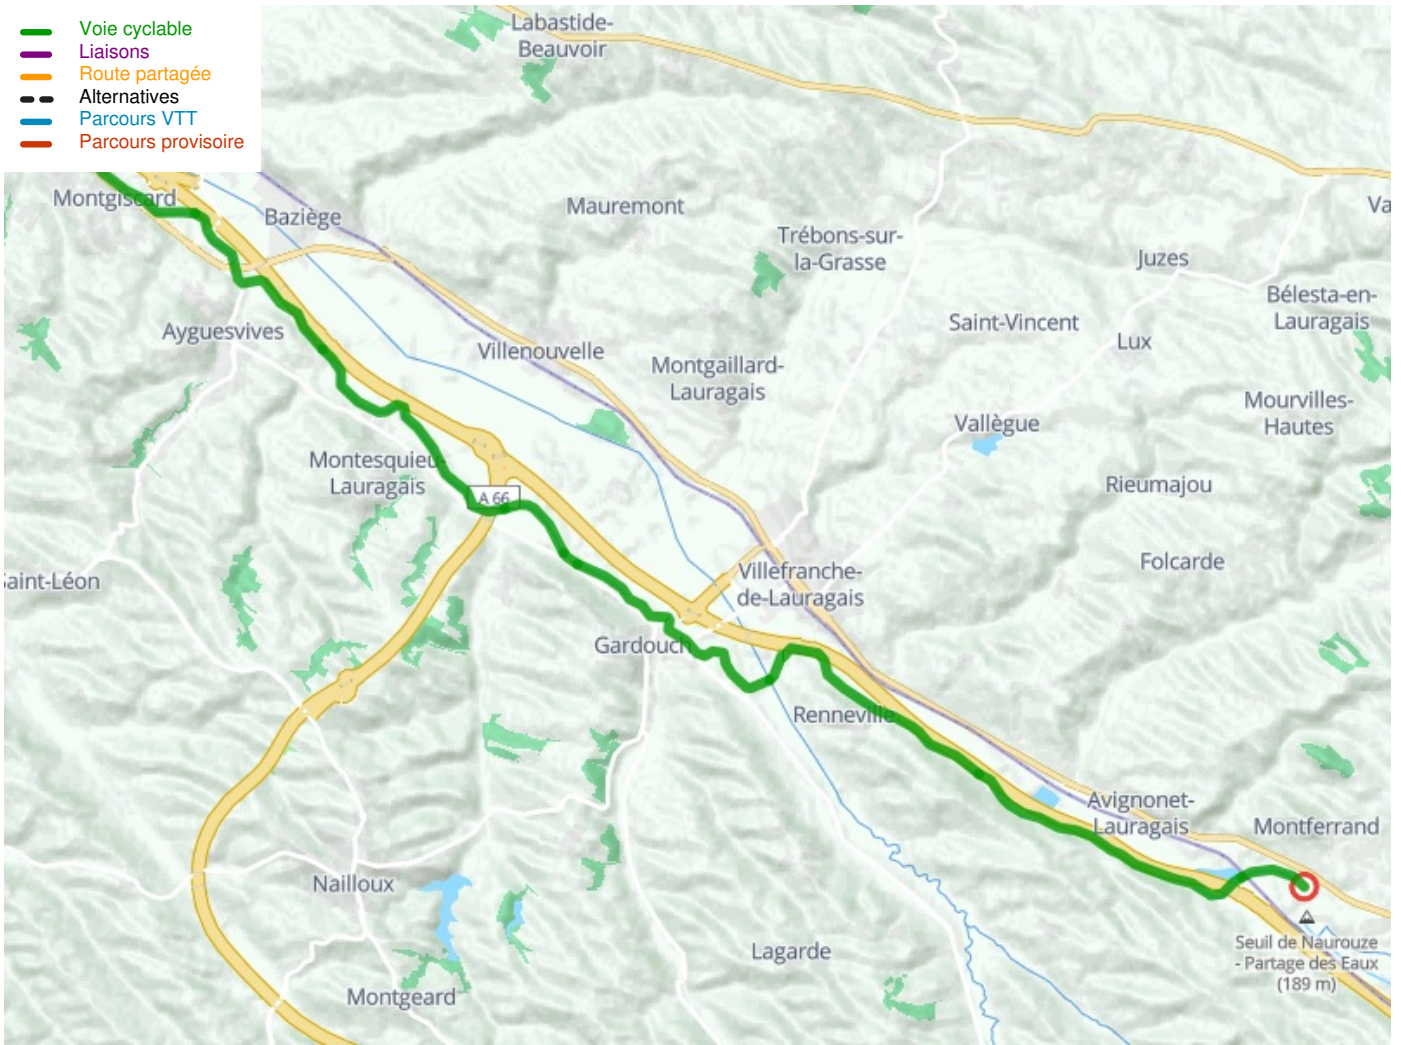 Voie cyclable
Liaisons
Route partagée
Alternatives
Parcours VTT
Parcours provisoire
Labastide-
Beauvoir
Montgiscard
Baziège
Mauremont
Va
Trébons-sur-
la-Grasse
Juzes
Bélesta-en-
Lauragais
Ayguesvives
Saint-Vincent
Lux
Villenouvelle
Montgaillard-
Lauragais
Mourvilles-
Hautes
Vallègue
Montesquieu-
Lauragais
Rieumajou
A 66
Folcarde
Saint-Léon
Villefranche-
de-Lauragais
Gardouch
Renneville
Avignonet-
Lauragais
Montferrand
Nailloux
Seuil de Naurouze
- Partage des Eaux
(189 m)
Lagarde
Montgeard